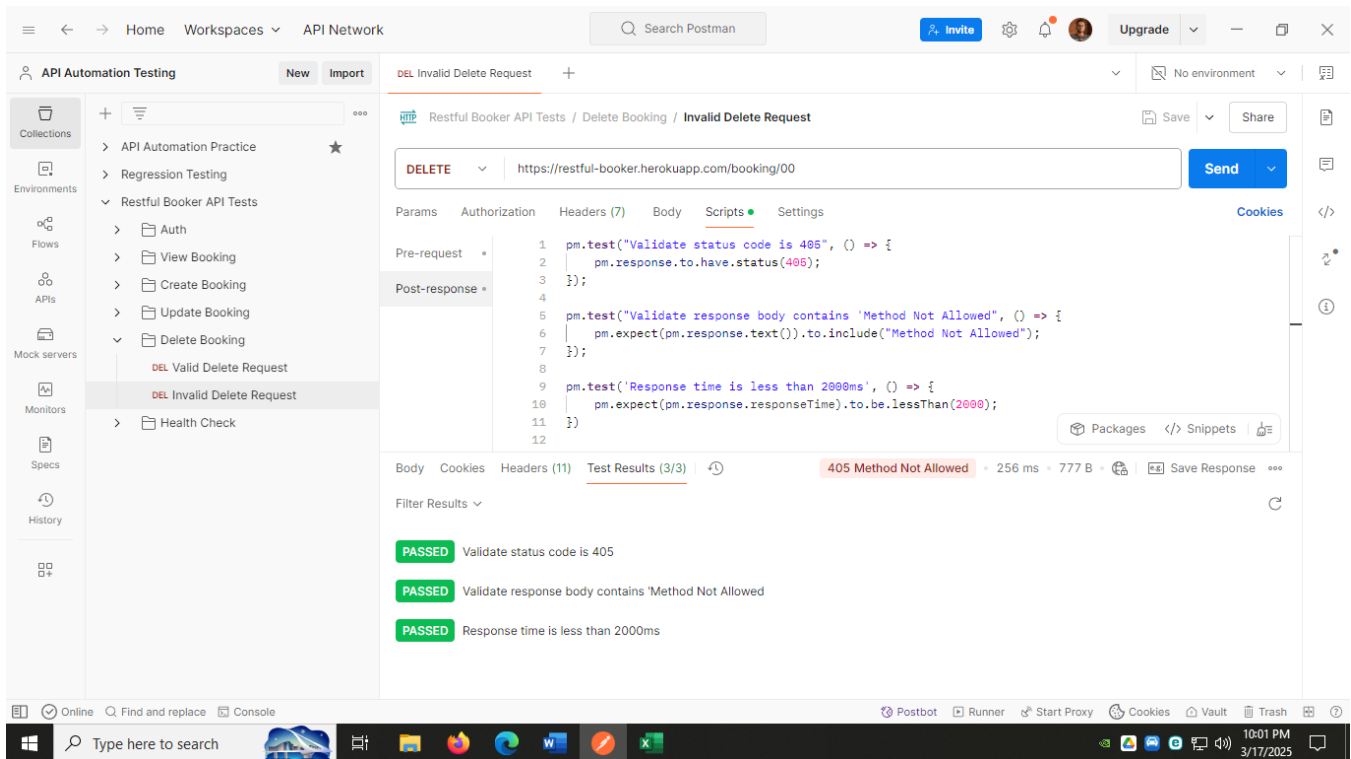 Home Workspaces API Network Search Postman Invite Upgrade
API Automation Testing New Import DEL Invalid Delete Request No environment
Collections
Environments
Flows
APIs
Mock servers
Monitors
Specs
History
API Automation Practice
Regression Testing
Restful Booker API Tests
Auth
View Booking
Create Booking
Update Booking
Delete Booking
DEL Valid Delete Request
DEL Invalid Delete Request
Health Check
HTTP Restful Booker API Tests / Delete Booking / Invalid Delete Request Save Share
DELETE https://restful-booker.herokuapp.com/booking/00 Send
Params Authorization Headers (7) Body Scripts Settings Cookies
Pre-request
Post-response
1 pm.test("Validate status code is 405", () => {
2 pm.response.to.have.status(405);
3 });
4
5 pm.test("Validate response body contains 'Method Not Allowed", () => {
6 pm.expect(pm.response.text()).to.include("Method Not Allowed");
7 });
8
9 pm.test('Response time is less than 2000ms', () => {
10 pm.expect(pm.response.responseTime).to.be.lessThan(2000);
11 })
12
Packages </> Snippets
Body Cookies Headers (11) Test Results (3/3) 405 Method Not Allowed 256 ms 777 B e.g. Save Response
Filter Results
PASSED Validate status code is 405
PASSED Validate response body contains 'Method Not Allowed
PASSED Response time is less than 2000ms
Online Find and replace Console Postbot Runner Start Proxy Cookies Vault Trash
Type here to search
10:01 PM
3/17/2025